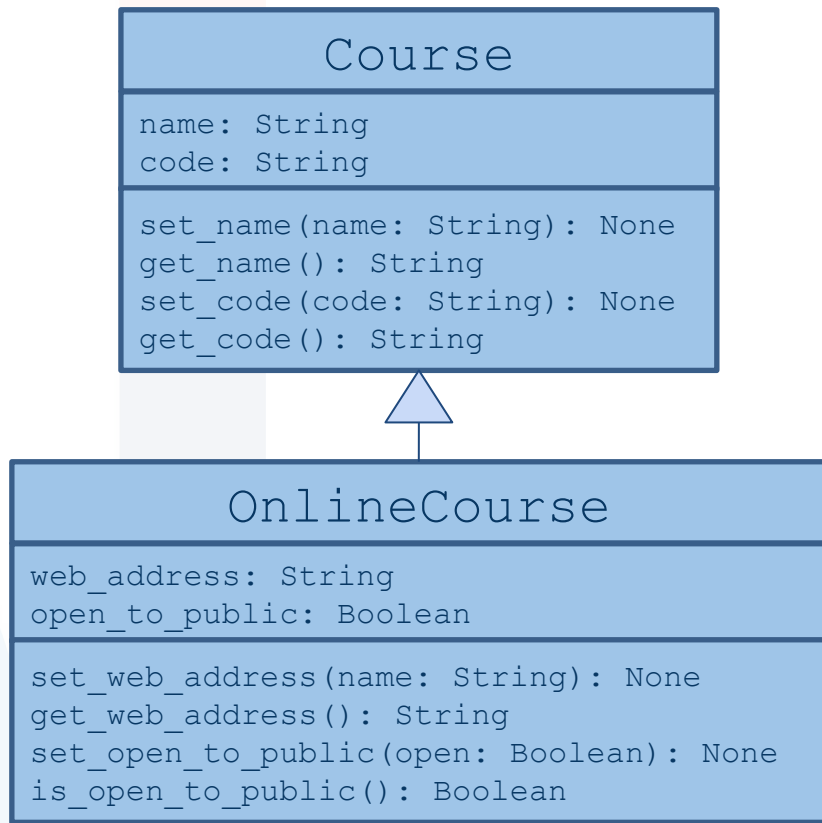 Course
name: String
code: String
set_name(name: String): None
get_name(): String
set_code(code: String): None
get_code(): String
OnlineCourse
web_address: String
open_to_public: Boolean
set_web_address(name: String): None
get_web_address(): String
set_open_to_public(open: Boolean): None
is_open_to_public(): Boolean